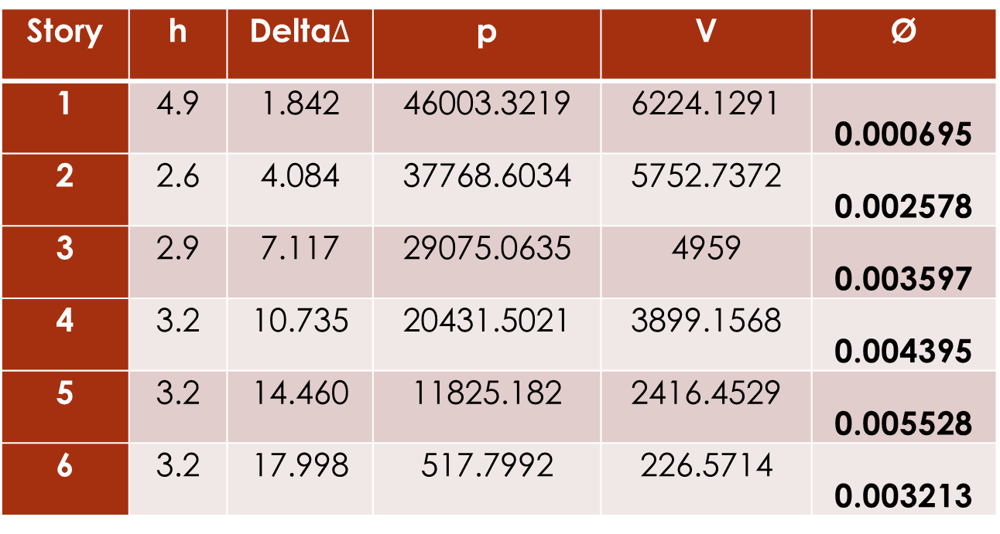 Story h DeltaΔ p V Ø
1 4.9 1.842 46003.3219 6224.1291 0.000695
2 2.6 4.084 37768.6034 5752.7372 0.002578
3 2.9 7.117 29075.0635 4959 0.003597
4 3.2 10.735 20431.5021 3899.1568 0.004395
5 3.2 14.460 11825.182 2416.4529 0.005528
6 3.2 17.998 517.7992 226.5714 0.003213